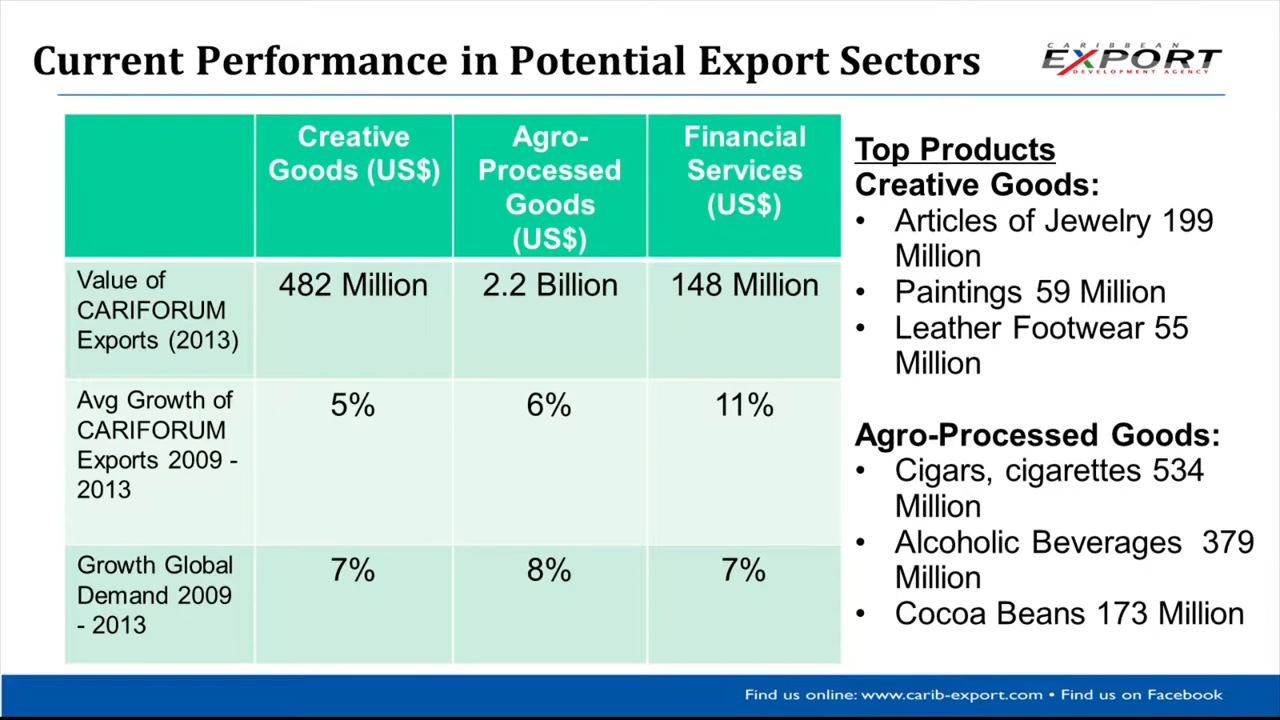 Current Performance in Potential Export Sectors
CARIBBEAN
EXPORT
DEVELOPMENT AGENCY
Creative
Goods (US$)
Agro-
Processed
Goods
(US$)
Financial
Services
(US$)
Value of
CARIFORUM
Exports (2013)
482 Million
2.2 Billion
148 Million
Avg Growth of
CARIFORUM
Exports 2009 -
2013
5%
6%
11%
Growth Global
Demand 2009
- 2013
7%
8%
7%
Top Products
Creative Goods:
• Articles of Jewelry 199
Million
• Paintings 59 Million
• Leather Footwear 55
Million
Agro-Processed Goods:
• Cigars, cigarettes 534
Million
• Alcoholic Beverages 379
Million
• Cocoa Beans 173 Million
Find us online: www.carib-export.com • Find us on Facebook